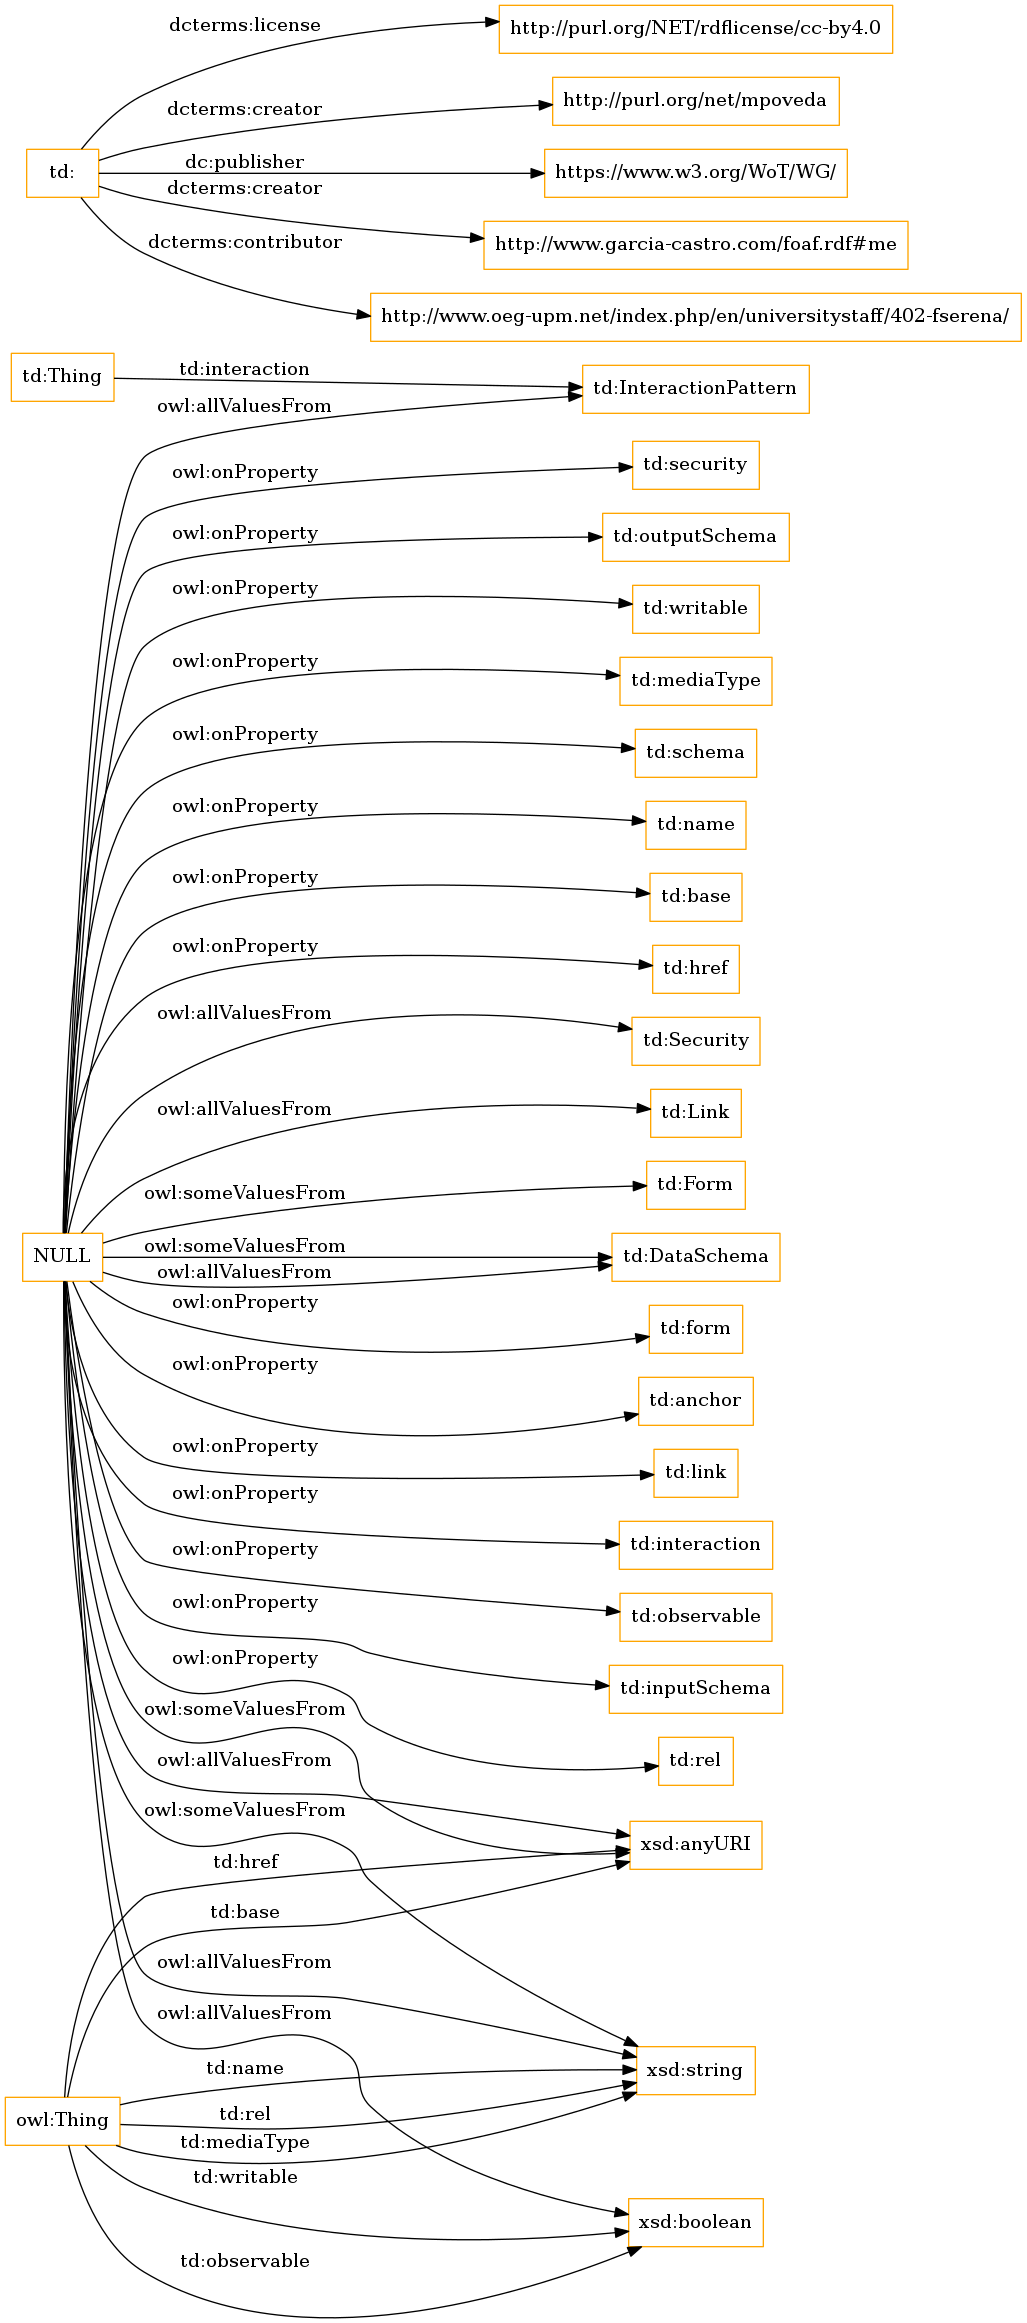 dcterms:license
http://purl.org/NET/rdflicense/cc-by4.0
dcterms:creator
http://purl.org/net/mpoveda
td:
dc:publisher
https://www.w3.org/WoT/WG/
dcterms:creator
http://www.garcia-castro.com/foaf.rdf#me
dcterms:contributor
http://www.oeg-upm.net/index.php/en/universitystaff/402-fserena/
td:Thing
td:interaction
td:InteractionPattern
owl:allValuesFrom
owl:onProperty
td:security
owl:onProperty
td:outputSchema
owl:onProperty
td:writable
owl:onProperty
td:mediaType
owl:onProperty
td:schema
owl:onProperty
td:name
owl:onProperty
td:base
owl:onProperty
td:href
owl:allValuesFrom
td:Security
owl:allValuesFrom
td:Link
owl:someValuesFrom
td:Form
NULL
owl:someValuesFrom
td:DataSchema
owl:allValuesFrom
owl:onProperty
td:form
owl:onProperty
td:anchor
owl:onProperty
td:link
owl:onProperty
td:interaction
owl:onProperty
td:observable
owl:onProperty
td:inputSchema
owl:onProperty
td:rel
owl:someValuesFrom
owl:allValuesFrom
owl:someValuesFrom
xsd:anyURI
td:href
td:base
owl:allValuesFrom
owl:allValuesFrom
td:name
xsd:string
owl:Thing
td:rel
td:mediaType
td:writable
xsd:boolean
td:observable